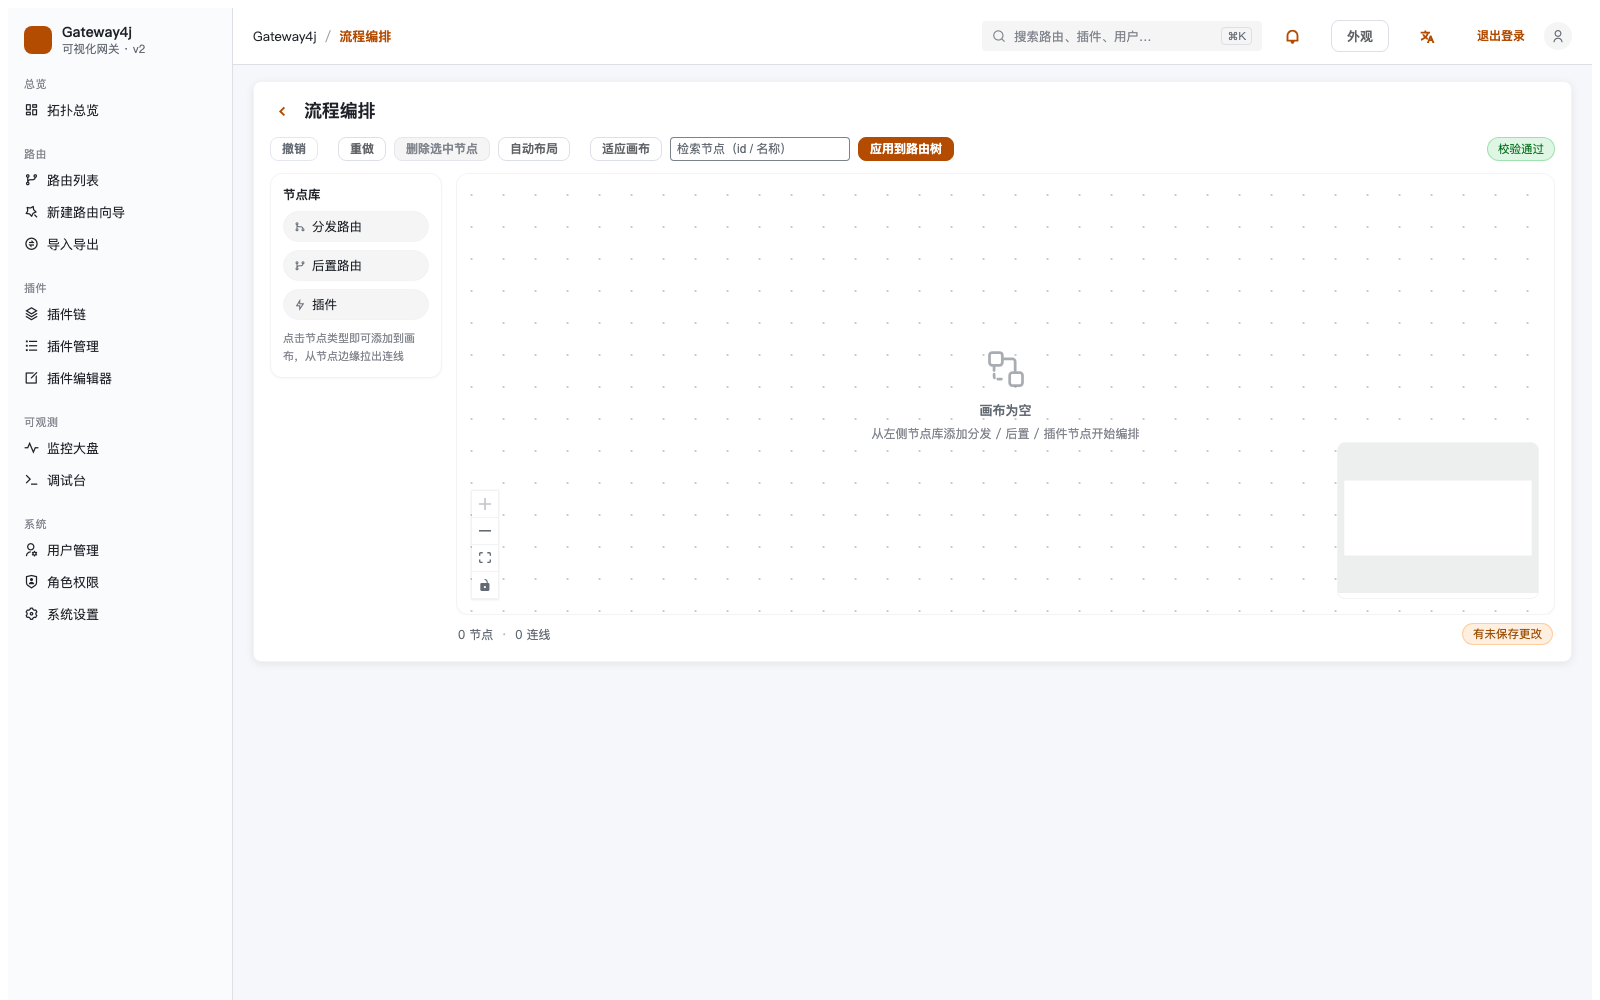 Gateway4j
可视化网关 · v2
总览
拓扑总览
路由
路由列表
新建路由向导
导入导出
插件
插件链
插件管理
插件编辑器
可观测
监控大盘
调试台
系统
用户管理
角色权限
系统设置
Gateway4j / 流程编排
搜索路由、插件、用户… ⌘K
外观
退出登录
流程编排
撤销 重做 删除选中节点 自动布局 适应画布 检索节点（id / 名称） 应用到路由树 校验通过
节点库
分发路由
后置路由
插件
点击节点类型即可添加到画
布，从节点边缘拉出连线
画布为空
从左侧节点库添加分发 / 后置 / 插件节点开始编排
0 节点 · 0 连线
有未保存更改